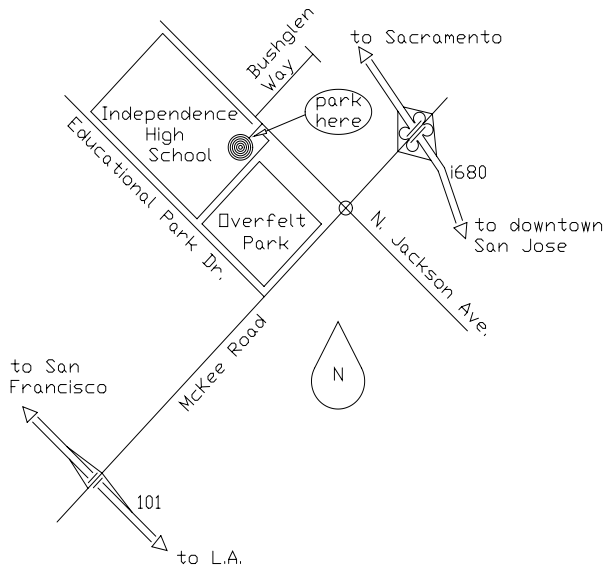 to Sacramento
Bushglen
Way
park
here
Independence
High
School
i680
Educational Park Dr.
Overfelt
Park
N. Jackson Ave.
to downtown
San Jose
McKee Road
N
to San
Francisco
101
to L.A.